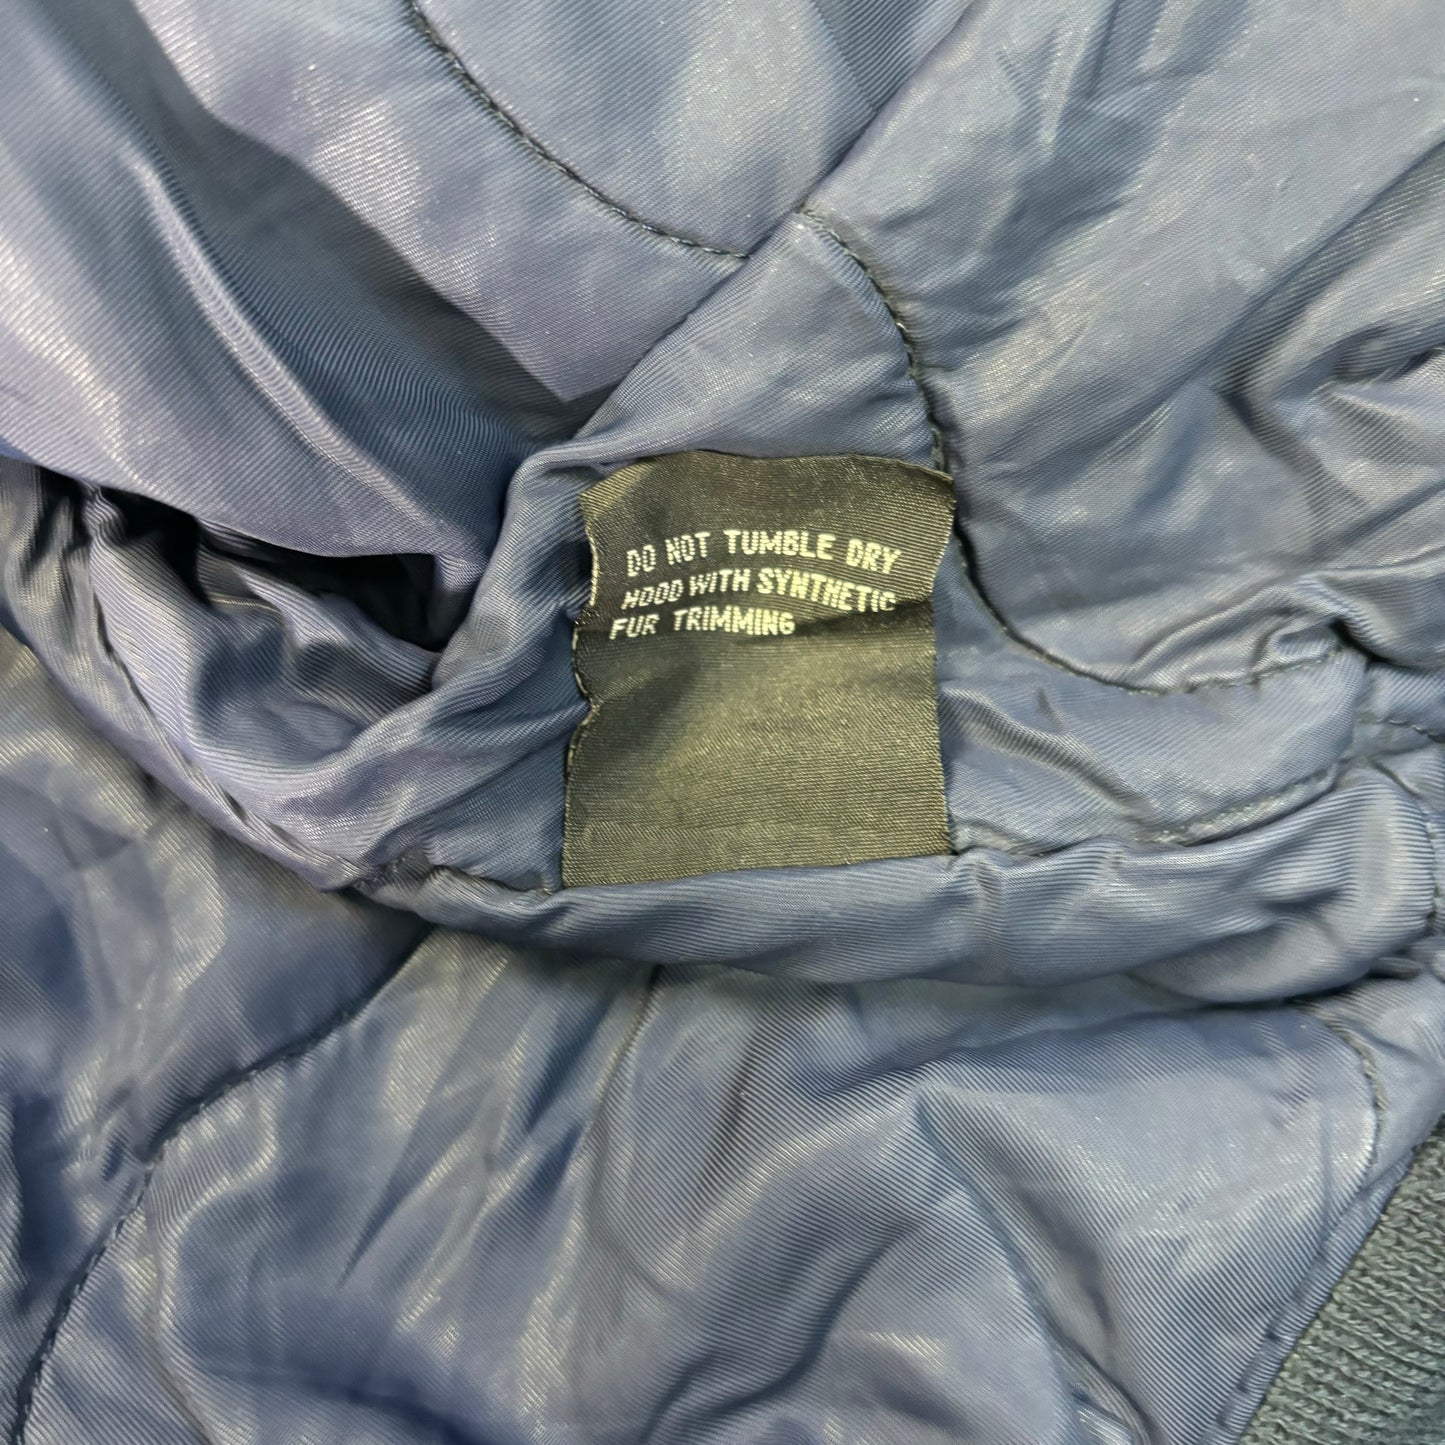 DO NOT TUMBLE DRY
HOOD WITH SYNTHETIC
FUR TRIMMING